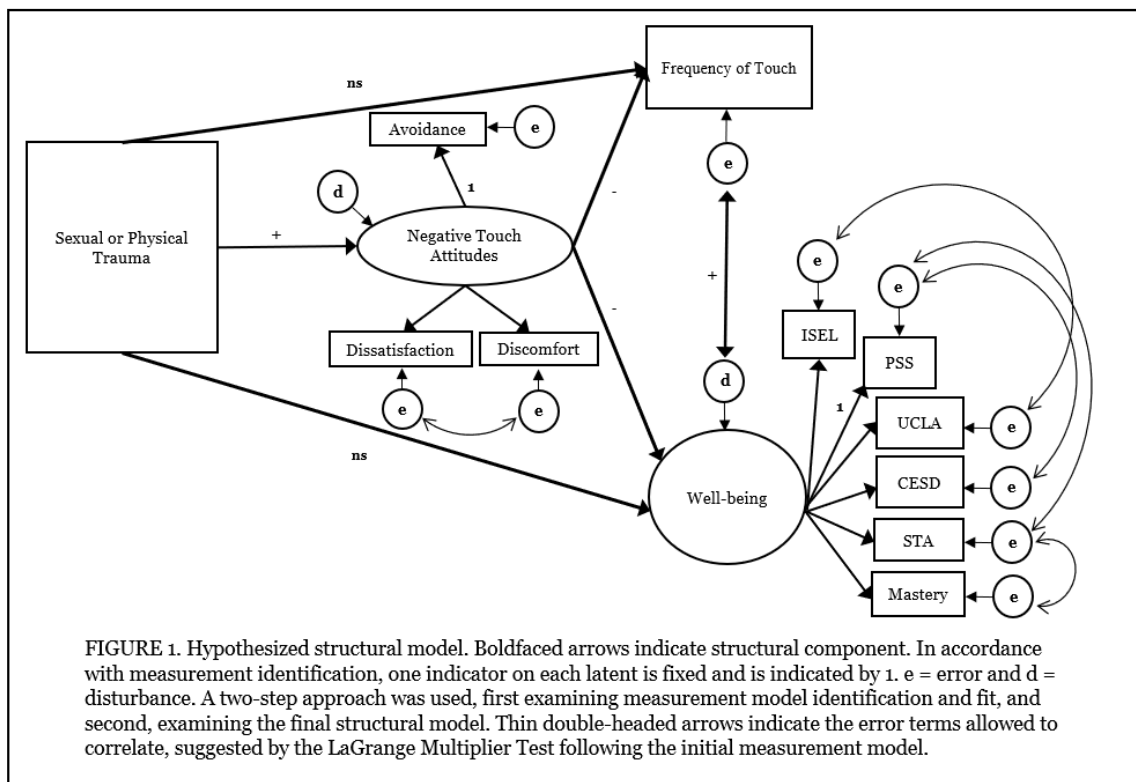 Frequency of
Touch
ns
Avoidance
e
e
1
d
-
Sexual or Physical
Trauma
+
Negative Touch
Attitudes
e
+
e
-
ISEL
Dissatisfaction
Discomfort
PSS
d
e
e
1
UCLA
e
ns
CESD
e
Well-being
STA
e
Mastery
e
FIGURE 1. Hypothesized structural model. Boldfaced arrows indicate structural component. In accordance
with measurement identification, one indicator on each latent is fixed and is indicated by 1. e = error and d =
disturbance. A two-step approach was used, first examining measurement model identification and fit, and
second, examining the final structural model. Thin double-headed arrows indicate the error terms allowed to
correlate, suggested by the LaGrange Multiplier Test following the initial measurement model.